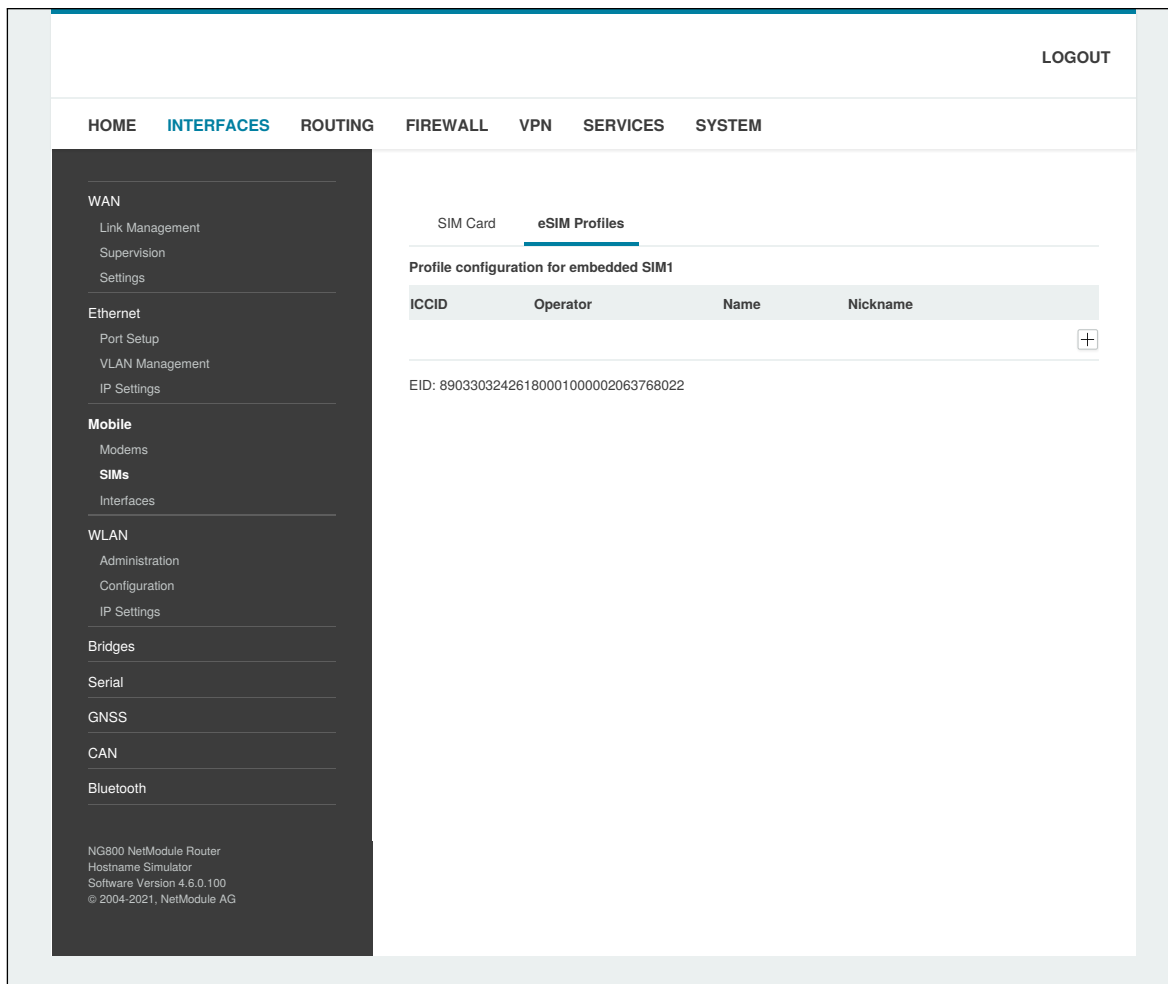 LOGOUT
HOME INTERFACES ROUTING FIREWALL VPN SERVICES SYSTEM
WAN
Link Management
Supervision
Settings
Ethernet
Port Setup
VLAN Management
IP Settings
Mobile
Modems
SIMs
Interfaces
WLAN
Administration
Configuration
IP Settings
Bridges
Serial
GNSS
CAN
Bluetooth
NG800 NetModule Router
Hostname Simulator
Software Version 4.6.0.100
© 2004-2021, NetModule AG
SIM Card eSIM Profiles
Profile configuration for embedded SIM1
ICCID Operator Name Nickname
EID: 89033032426180001000002063768022